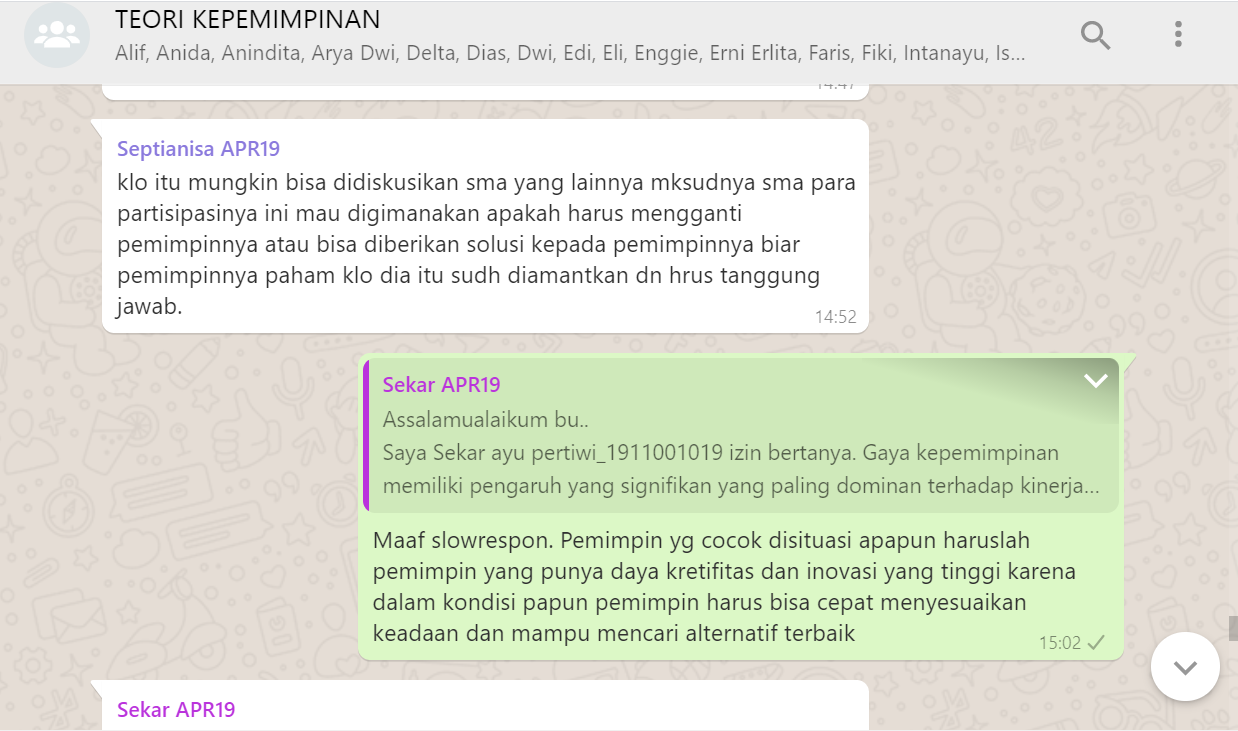 TEORI KEPEMIMPINAN
Alif, Anida, Anindita, Arya Dwi, Delta, Dias, Dwi, Edi, Eli, Enggie, Erni Erlita, Faris, Fiki, Intanayu, Is...
14:47
Septianisa APR19
klo itu mungkin bisa didiskusikan sma yang lainnya mksudnya sma para
partisipasinya ini mau digimanakan apakah harus mengganti
pemimpinnya atau bisa diberikan solusi kepada pemimpinnya biar
pemimpinnya paham klo dia itu sudh diamantkan dn hrus tanggung
jawab.
14:52
Sekar APR19
Assalamualaikum bu..
Saya Sekar ayu pertiwi_1911001019 izin bertanya. Gaya kepemimpinan
memiliki pengaruh yang signifikan yang paling dominan terhadap kinerja...
Maaf slowrespon. Pemimpin yg cocok disituasi apapun haruslah
pemimpin yang punya daya kretifitas dan inovasi yang tinggi karena
dalam kondisi papun pemimpin harus bisa cepat menyesuaikan
keadaan dan mampu mencari alternatif terbaik
15:02
Sekar APR19